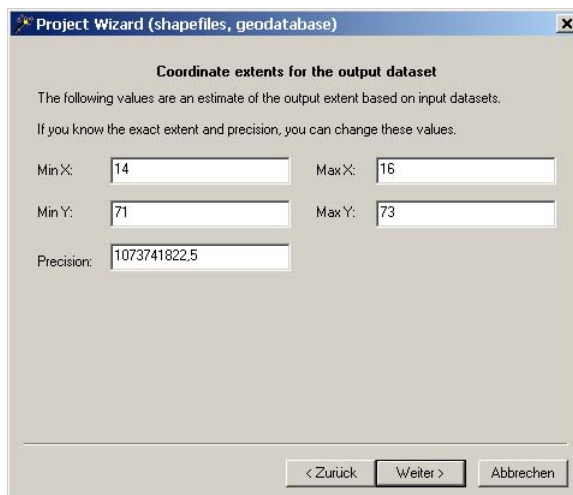 Project Wizard (shapefiles, geodatabase)
Coordinate extents for the output dataset
The following values are an estimate of the output extent based on input datasets.
If you know the exact extent and precision, you can change these values.
Min X: 14 Max X: 16
Min Y: 71 Max Y: 73
Precision: 1073741822,5
< Zurück Weiter > Abbrechen